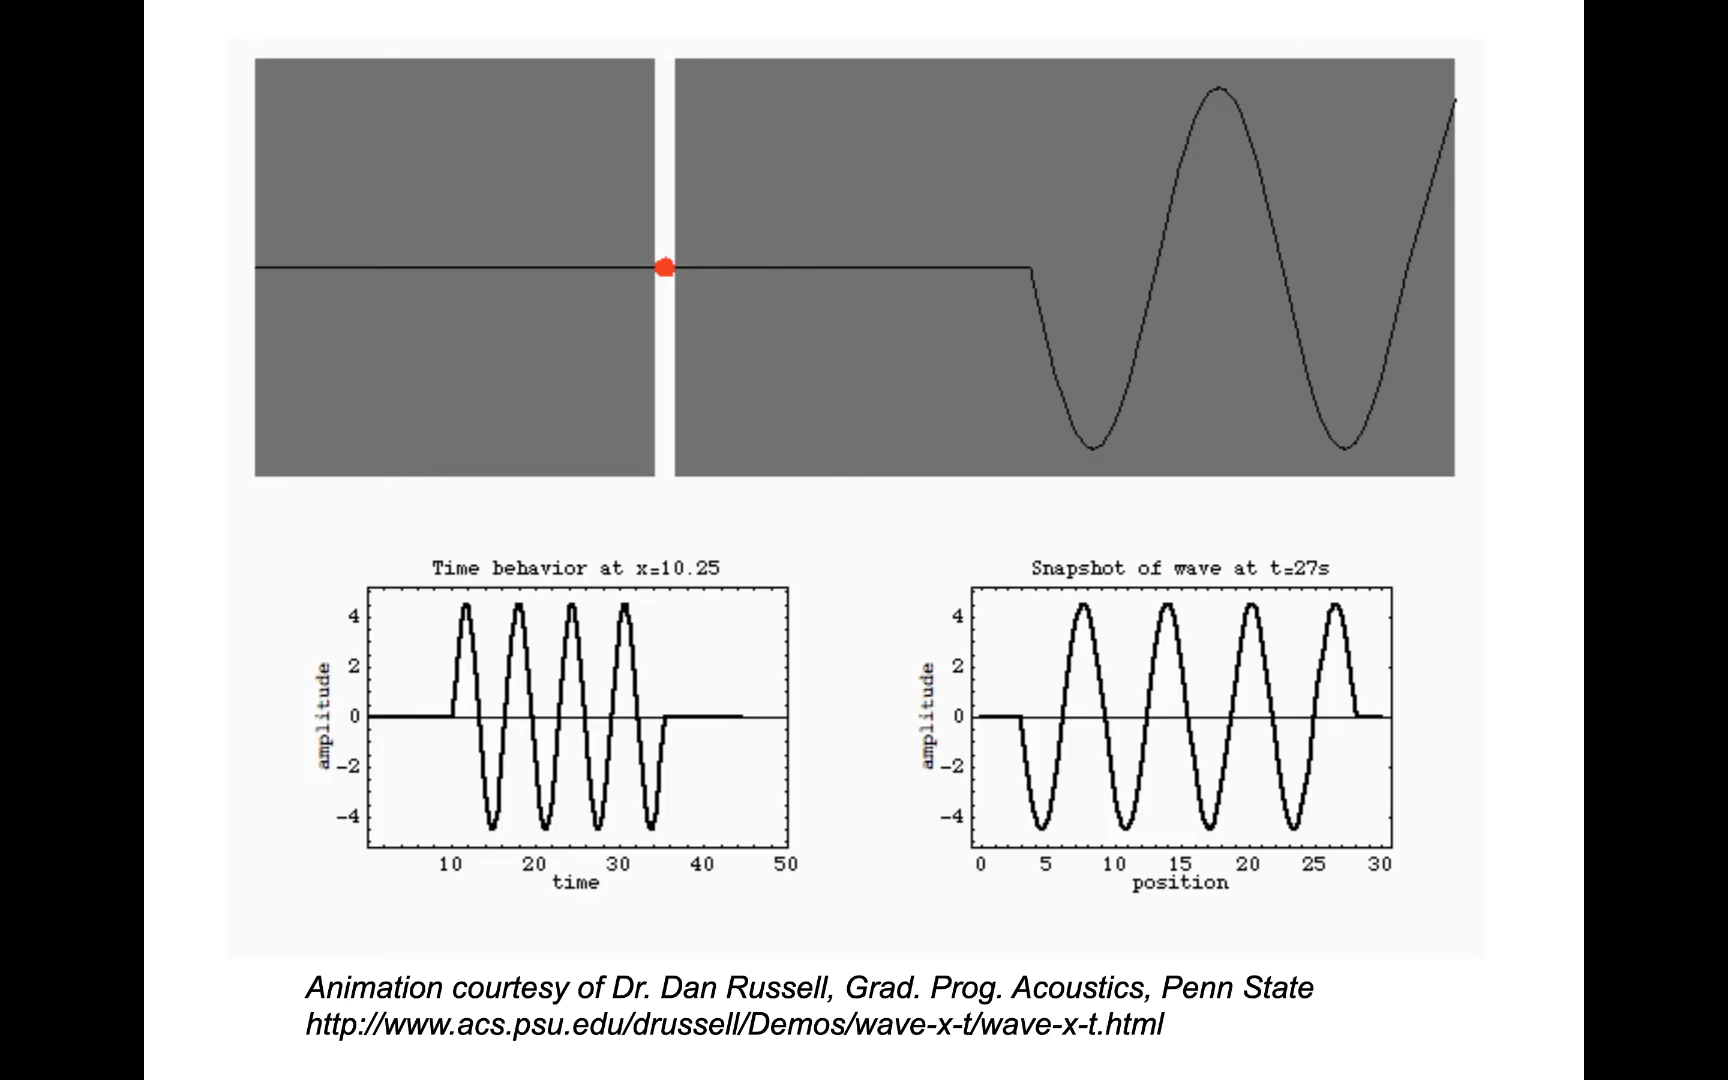 Time behavior at x=10.25
4
2
0
-2
-4
amplitude
10 20 30 40 50
time
Snapshot of wave at t=27s
4
2
0
-2
-4
amplitude
0 5 10 15 20 25 30
position
Animation courtesy of Dr. Dan Russell, Grad. Prog. Acoustics, Penn State
http://www.acs.psu.edu/drussell/Demos/wave-x-t/wave-x-t.html